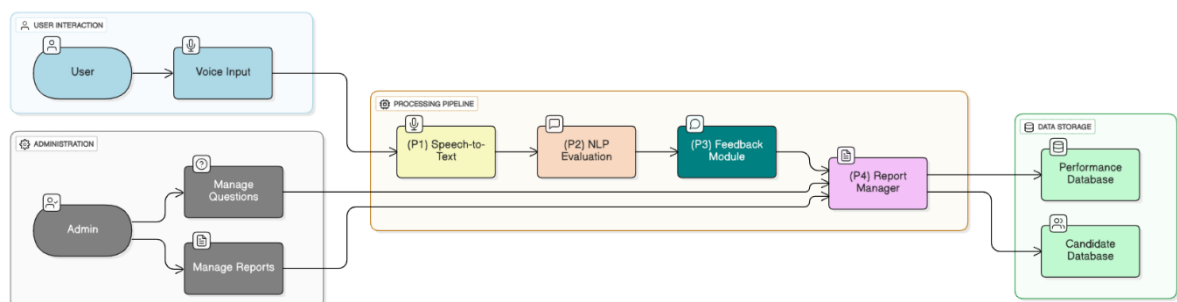 USER INTERACTION
User
Voice Input
ADMINISTRATION
Manage
Questions
Admin
Manage Reports
PROCESSING PIPELINE
(P1) Speech-to-
Text
(P2) NLP
Evaluation
(P3) Feedback
Module
(P4) Report
Manager
DATA STORAGE
Performance
Database
Candidate
Database